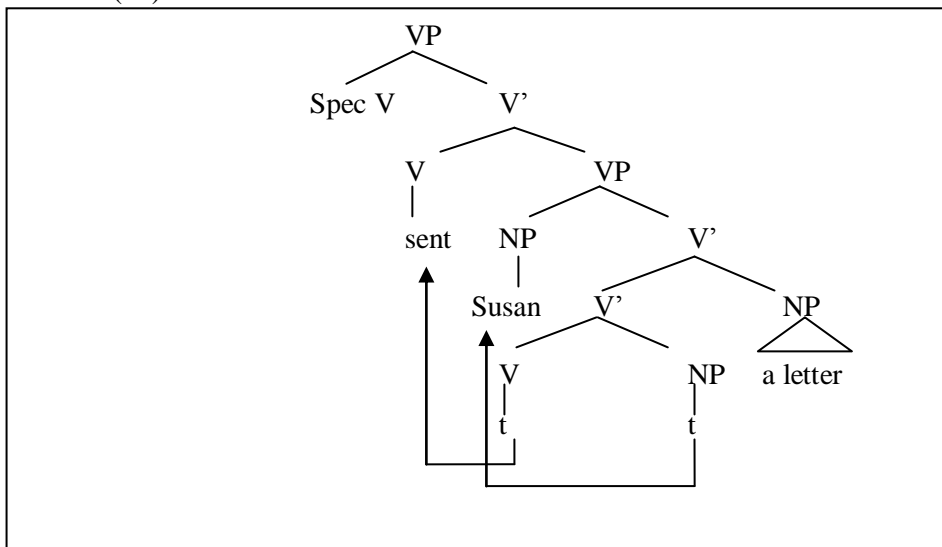 VP
Spec V V’
V VP
sent NP V’
Susan V’ NP
V NP a letter
t t